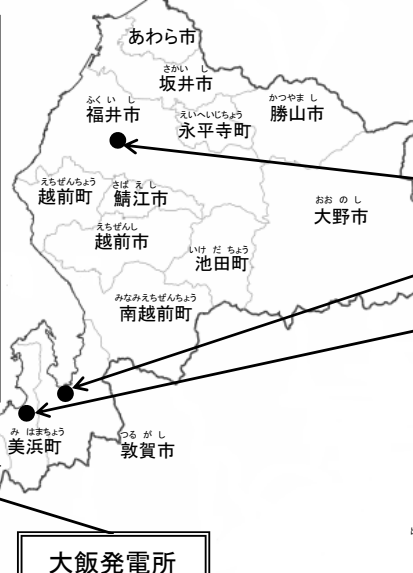 あわら市
さかい し
坂井市
ふく い し
福井市
えいへいじちょう
永平寺町
かつやま し
勝山市
えちぜんちょう
越前町
さば え し
鯖江市
おお の し
大野市
えちぜんし
越前市
いけ だ ちょう
池田町
みなみえちぜんちょう
南越前町
み はまちょう
美浜町
つる が し
敦賀市
大飯発電所